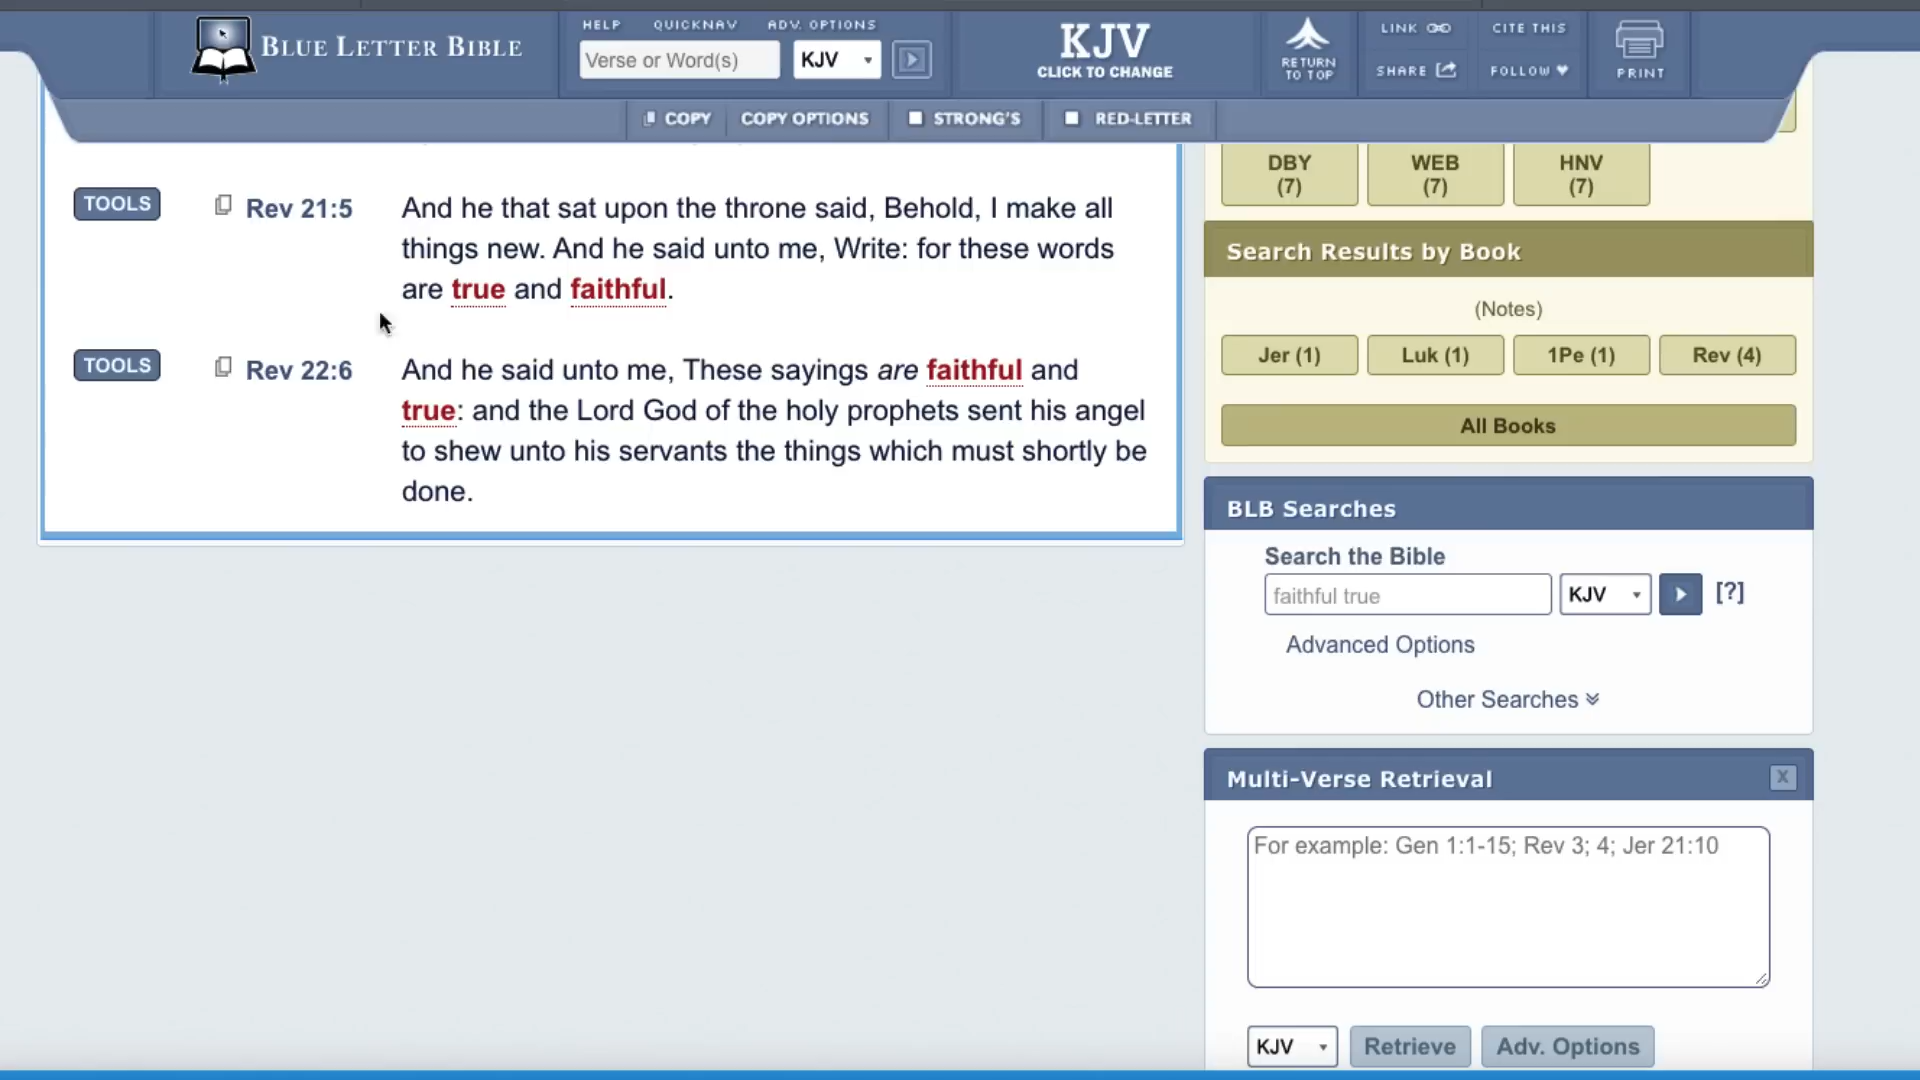 BLUE LETTER BIBLE
HELP QUICKNAV ADV. OPTIONS
Verse or Word(s) KJV
KJV
CLICK TO CHANGE
RETURN
TO TOP
LINK
SHARE
CITE THIS
FOLLOW
PRINT
COPY COPY OPTIONS STRONG'S RED-LETTER
TOOLS Rev 21:5 And he that sat upon the throne said, Behold, I make all
things new. And he said unto me, Write: for these words
are true and faithful.
TOOLS Rev 22:6 And he said unto me, These sayings are faithful and
true: and the Lord God of the holy prophets sent his angel
to shew unto his servants the things which must shortly be
done.
DBY
(7)
WEB
(7)
HNV
(7)
Search Results by Book
(Notes)
Jer (1) Luk (1) 1Pe (1) Rev (4)
All Books
BLB Searches
Search the Bible
faithful true KJV [?]
Advanced Options
Other Searches
Multi-Verse Retrieval X
For example: Gen 1:1-15; Rev 3; 4; Jer 21:10
KJV Retrieve Adv. Options